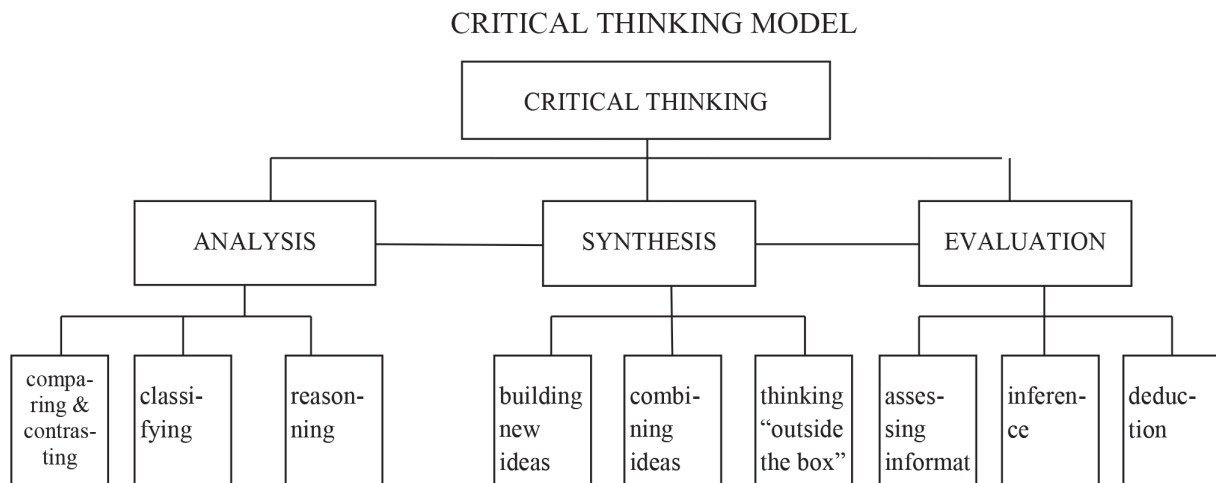 CRITICAL THINKING MODEL
CRITICAL THINKING
ANALYSIS
SYNTHESIS
EVALUATION
compa-
ring &
contras-
ting
classi-
fying
reaso-
ning
building
new
ideas
combi-
ning
ideas
thinking
“outside
the box”
asses-
sing
informat
inferen-
ce
deduc-
tion